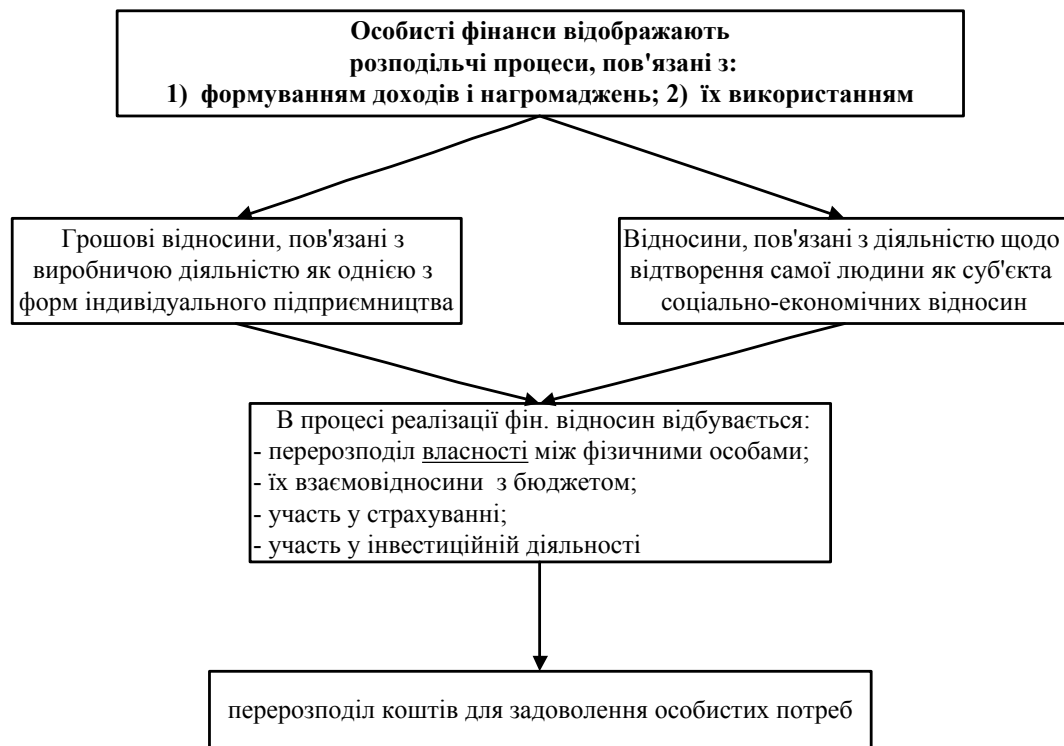 Особисті фінанси відображають
розподільчі процеси, пов'язані з:
1) формуванням доходів і нагромаджень; 2) їх використанням
Грошові відносини, пов'язані з
виробничою діяльністю як однією з
форм індивідуального підприємництва
Відносини, пов'язані з діяльністю щодо
відтворення самої людини як суб'єкта
соціально-економічних відносин
В процесі реалізації фін. відносин відбувається:
- перерозподіл власності між фізичними особами;
- їх взаємовідносини з бюджетом;
- участь у страхуванні;
- участь у інвестиційній діяльності
перерозподіл коштів для задоволення особистих потреб